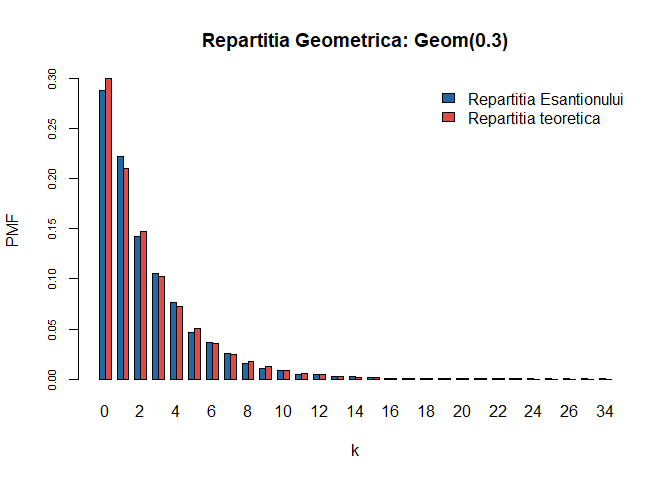 Repartitia Geometrica: Geom(0.3)
Repartitia Esantionului
Repartitia teoretica
PMF
0.30
0.25
0.20
0.15
0.10
0.05
0.00
0 2 4 6 8 10 12 14 16 18 20 22 24 26 34
k